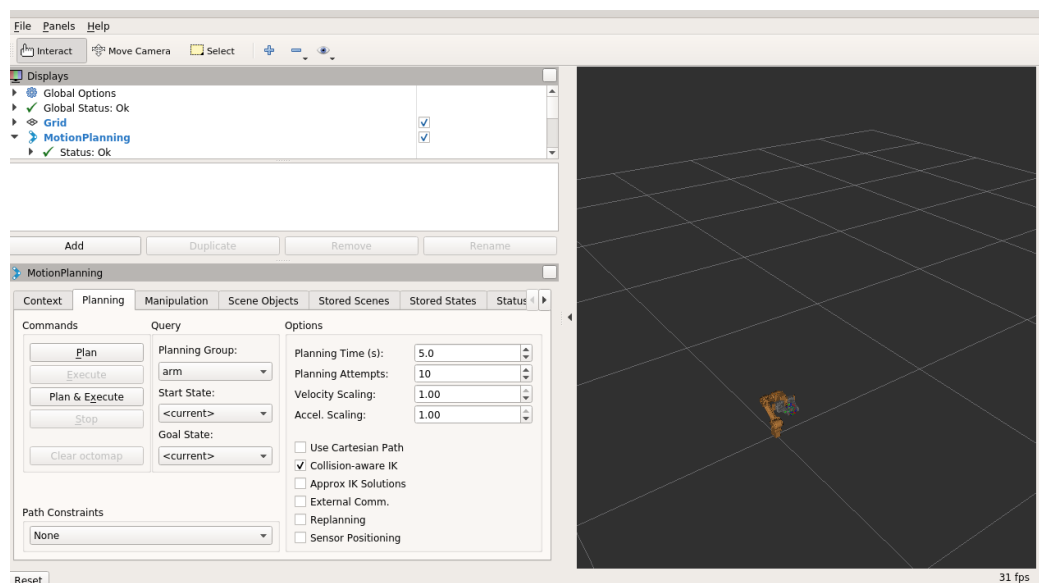 File Panels Help
Interact Move Camera Select
Displays
Global Options
Global Status: Ok
Grid
MotionPlanning
Status: Ok
Add Duplicate Remove Rename
MotionPlanning
Context Planning Manipulation Scene Objects Stored Scenes Stored States Status
Commands Query Options
Plan Planning Group: Planning Time (s): 5.0
Execute arm Planning Attempts: 10
Plan & Execute Start State: Velocity Scaling: 1.00
Stop <current> Accel. Scaling: 1.00
Goal State:
Clear octomap <current> Use Cartesian Path
Collision-aware IK
Approx IK Solutions
External Comm.
Path Constraints Replanning
None Sensor Positioning
Reset 31 fps